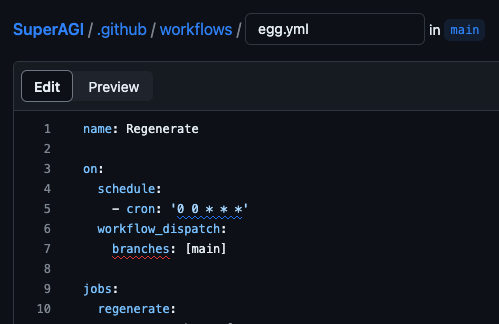 SuperAGI / .github / workflows / egg.yml in main
Edit Preview
1 name: Regenerate
2
3 on:
4 schedule:
5 - cron: '0 0 * * *'
6 workflow_dispatch:
7 branches: [main]
8
9 jobs:
10 regenerate: